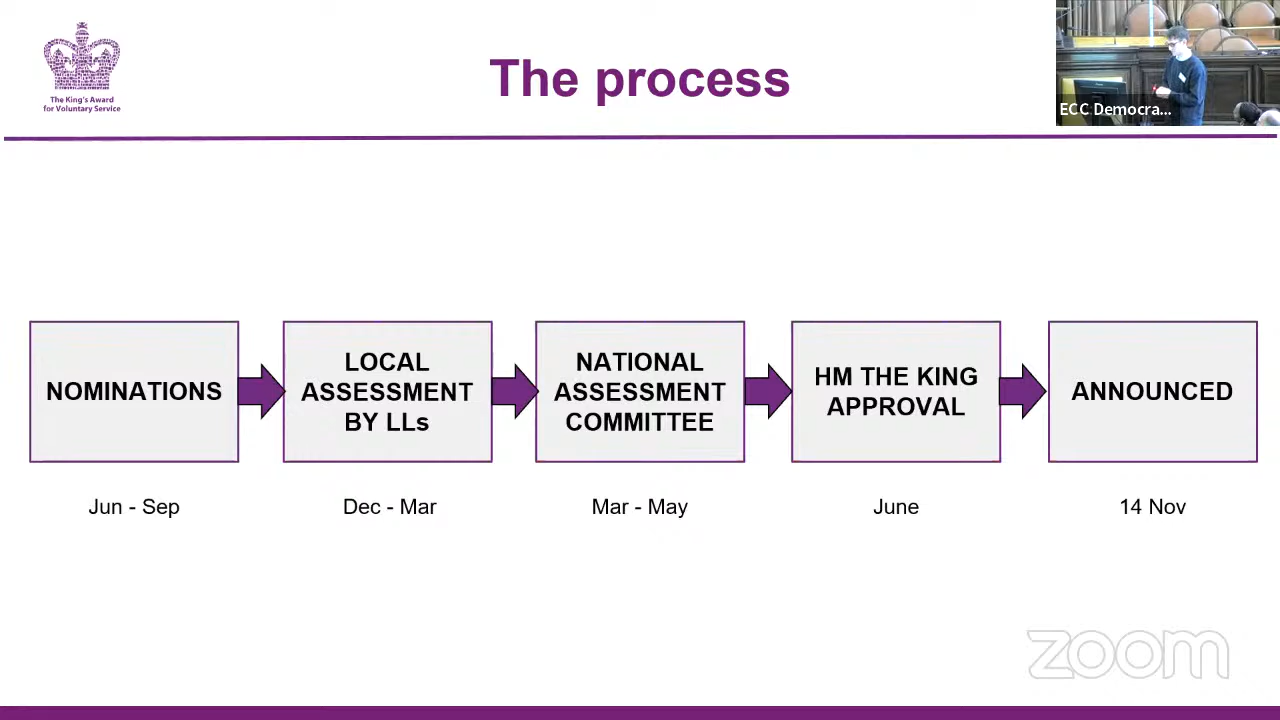 The King's Award
for Voluntary Service
The process
ECC Democra...
NOMINATIONS
LOCAL
ASSESSMENT
BY LLs
NATIONAL
ASSESSMENT
COMMITTEE
HM THE KING
APPROVAL
ANNOUNCED
Jun - Sep
Dec - Mar
Mar - May
June
14 Nov
zoom